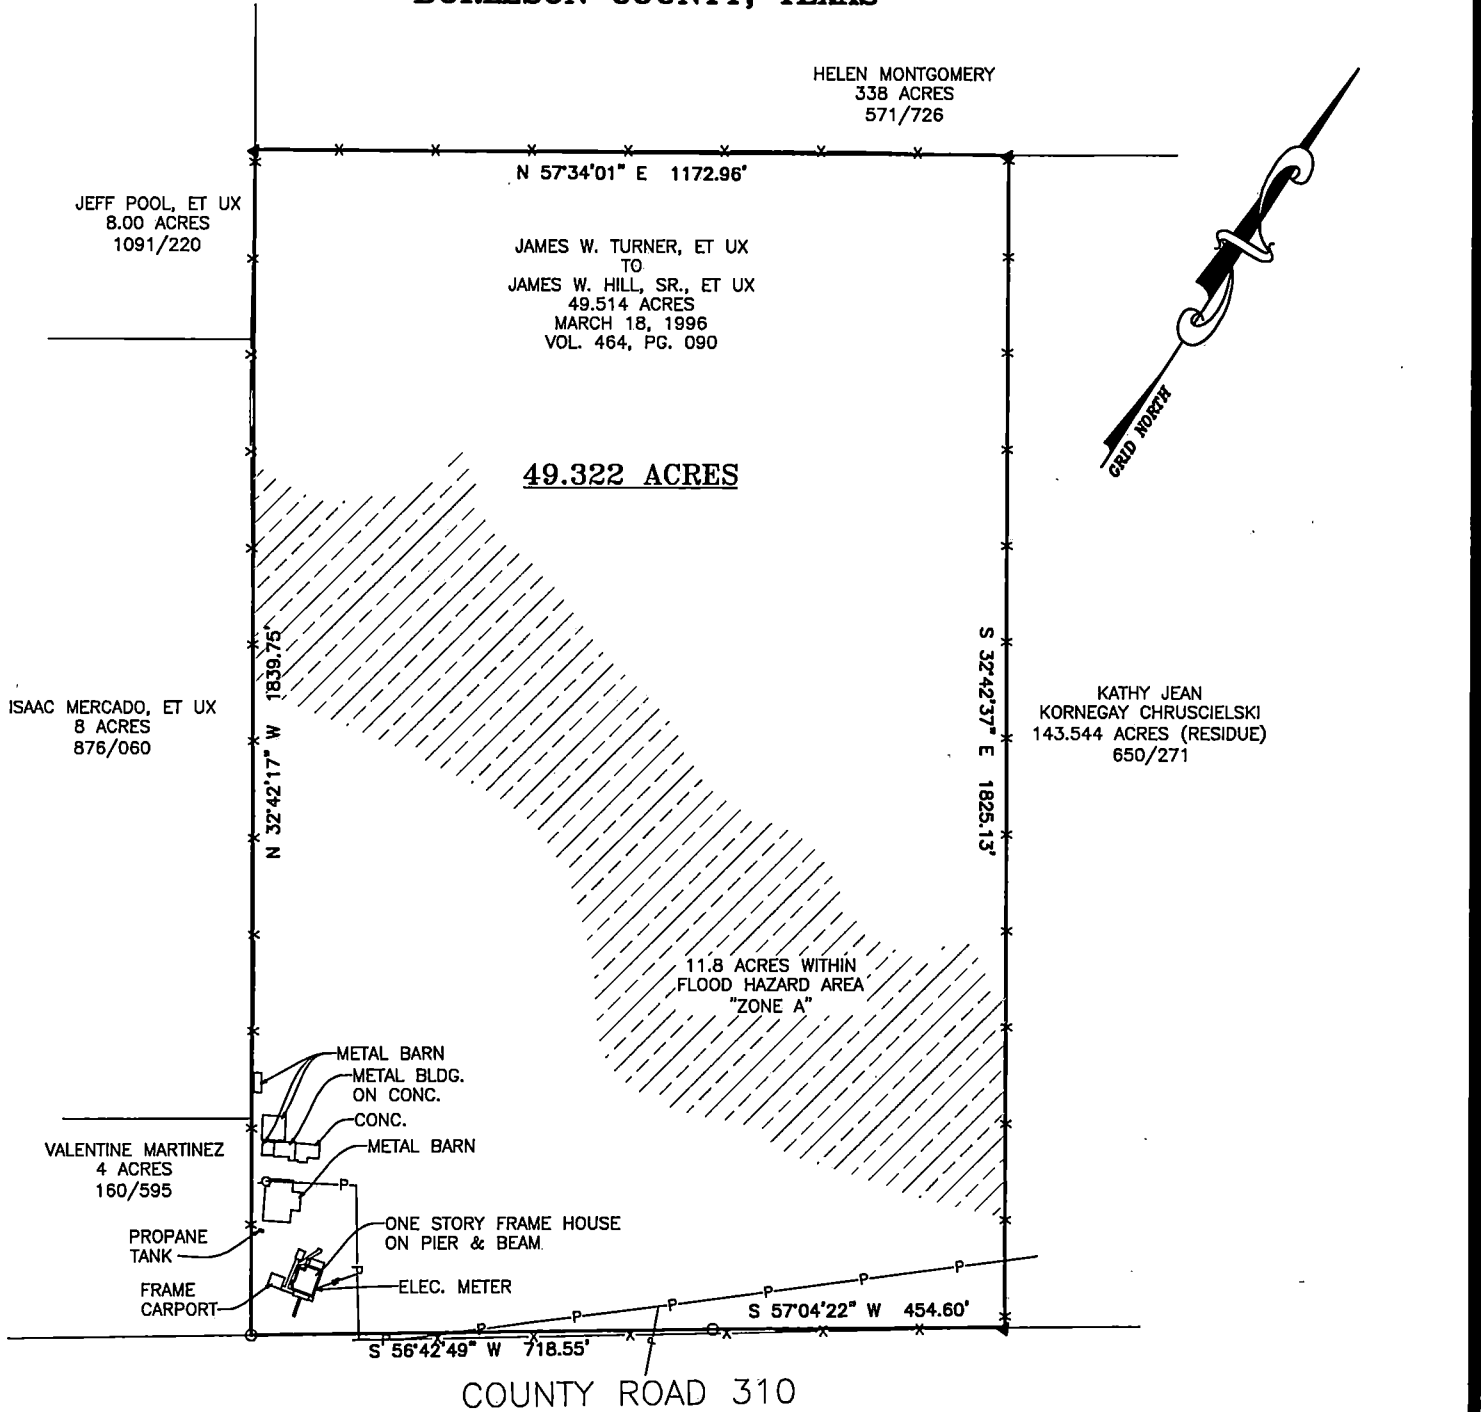 BURLESON COUNTY, TEXAS
HELEN MONTGOMERY
338 ACRES
571/726
N 57°34'01" E 1172.96'
JEFF POOL, ET UX
8.00 ACRES
1091/220
JAMES W. TURNER, ET UX
TO
JAMES W. HILL, SR., ET UX
49.514 ACRES
MARCH 18, 1996
VOL. 464, PG. 090
GRID NORTH
49.322 ACRES
N 32°42'17" W 1839.75'
S 32°42'37" E 1825.13'
ISAAC MERCADO, ET UX
8 ACRES
876/060
KATHY JEAN
KORNEGAY CHRUSCIELSKI
143.544 ACRES (RESIDUE)
650/271
11.8 ACRES WITHIN
FLOOD HAZARD AREA
"ZONE A"
METAL BARN
METAL BLDG.
ON CONC.
CONC.
METAL BARN
VALENTINE MARTINEZ
4 ACRES
160/595
P
PROPANE
TANK
ONE STORY FRAME HOUSE
ON PIER & BEAM
P
FRAME
CARPORT
ELEC. METER
P
P
P
P
P
P
P
S 57°04'22" W 454.60'
S 56°42'49" W 718.55'
COUNTY ROAD 310